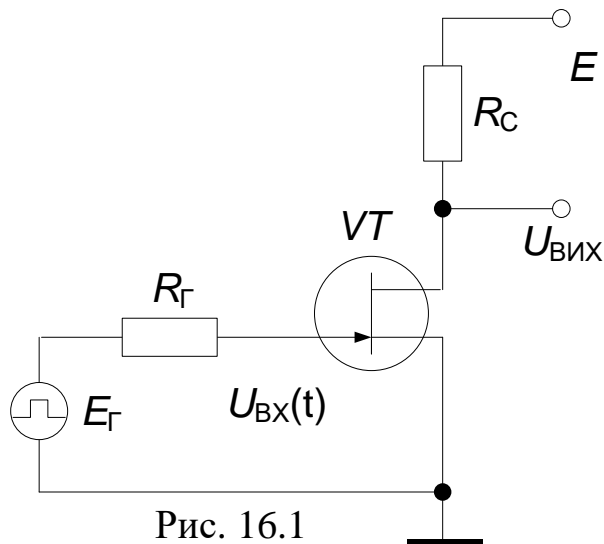 E
R_C
VT
U_ВИХ
R_Г
E_Г
U_ВХ(t)
Рис. 16.1